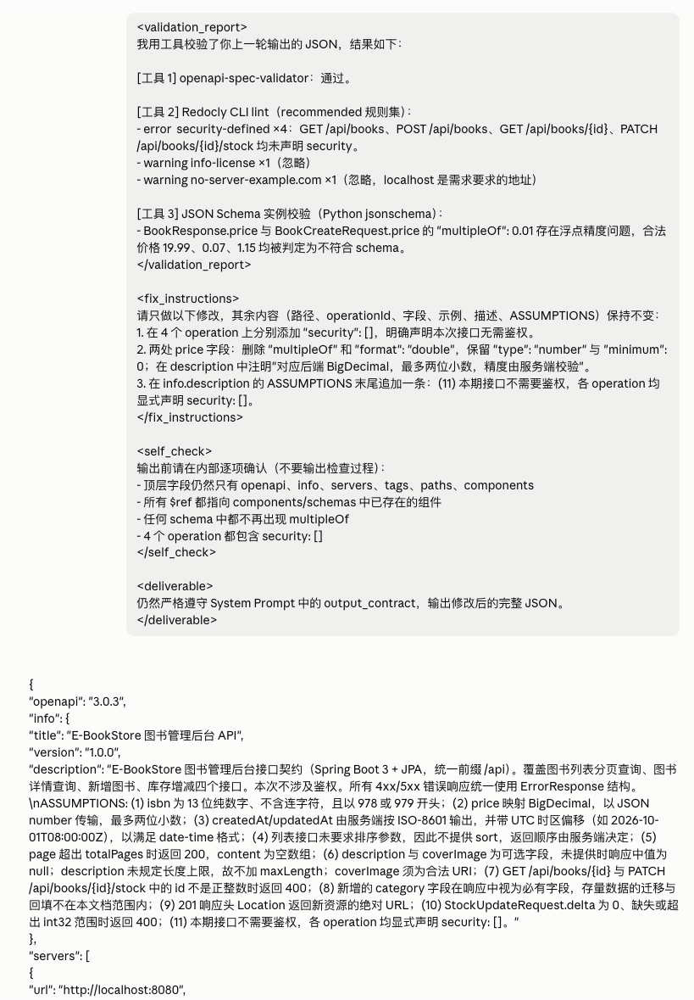 <validation_report>
我用工具校验了你上一轮输出的 JSON，结果如下：
[工具 1] openapi-spec-validator：通过。
[工具 2] Redocly CLI lint（recommended 规则集）：
- error  security-defined ×4：GET /api/books、POST /api/books、GET /api/books/{id}、PATCH
/api/books/{id}/stock 均未声明 security。
- warning info-license ×1（忽略）
- warning no-server-example.com ×1（忽略，localhost 是需求要求的地址）
[工具 3] JSON Schema 实例校验（Python jsonschema）：
- BookResponse.price 与 BookCreateRequest.price 的 "multipleOf": 0.01 存在浮点精度问题，合法
价格 19.99、0.07、1.15 均被判定为不符合 schema。
</validation_report>
<fix_instructions>
请只做以下修改，其余内容（路径、operationId、字段、示例、描述、ASSUMPTIONS）保持不变：
1. 在 4 个 operation 上分别添加 "security": []，明确声明本次接口无需鉴权。
2. 两处 price 字段：删除 "multipleOf" 和 "format": "double"，保留 "type": "number" 与 "minimum":
0；在 description 中注明"对应后端 BigDecimal，最多两位小数，精度由服务端校验"。
3. 在 info.description 的 ASSUMPTIONS 末尾追加一条：(11) 本期接口不需要鉴权，各 operation 均
显式声明 security: []。
</fix_instructions>
<self_check>
输出前请在内部逐项确认（不要输出检查过程）：
- 顶层字段仍然只有 openapi、info、servers、tags、paths、components
- 所有 $ref 都指向 components/schemas 中已存在的组件
- 任何 schema 中都不再出现 multipleOf
- 4 个 operation 都包含 security: []
</self_check>
<deliverable>
仍然严格遵守 System Prompt 中的 output_contract，输出修改后的完整 JSON。
</deliverable>
{
"openapi": "3.0.3",
"info": {
"title": "E-BookStore 图书管理后台 API",
"version": "1.0.0",
"description": "E-BookStore 图书管理后台接口契约（Spring Boot 3 + JPA，统一前缀 /api）。覆盖图书列表分页查询、图书
详情查询、新增图书、库存增减四个接口。本次不涉及鉴权。所有 4xx/5xx 错误响应统一使用 ErrorResponse 结构。
\nASSUMPTIONS: (1) isbn 为 13 位纯数字、不含连字符，且以 978 或 979 开头；(2) price 映射 BigDecimal，以 JSON
number 传输，最多两位小数；(3) createdAt/updatedAt 由服务端按 ISO-8601 输出，并带 UTC 时区偏移（如 2026-10-
01T08:00:00Z），以满足 date-time 格式；(4) 列表接口未要求排序参数，因此不提供 sort，返回顺序由服务端决定；(5)
page 超出 totalPages 时返回 200，content 为空数组；(6) description 与 coverImage 为可选字段，未提供时响应中值为
null；description 未规定长度上限，故不加 maxLength；coverImage 须为合法 URI；(7) GET /api/books/{id} 与 PATCH
/api/books/{id}/stock 中的 id 不是正整数时返回 400；(8) 新增的 category 字段在响应中视为必有字段，存量数据的迁移与
回填不在本文档范围内；(9) 201 响应头 Location 返回新资源的绝对 URL；(10) StockUpdateRequest.delta 为 0、缺失或超
出 int32 范围时返回 400；(11) 本期接口不需要鉴权，各 operation 均显式声明 security: []。"
},
"servers": [
{
"url": "http://localhost:8080",